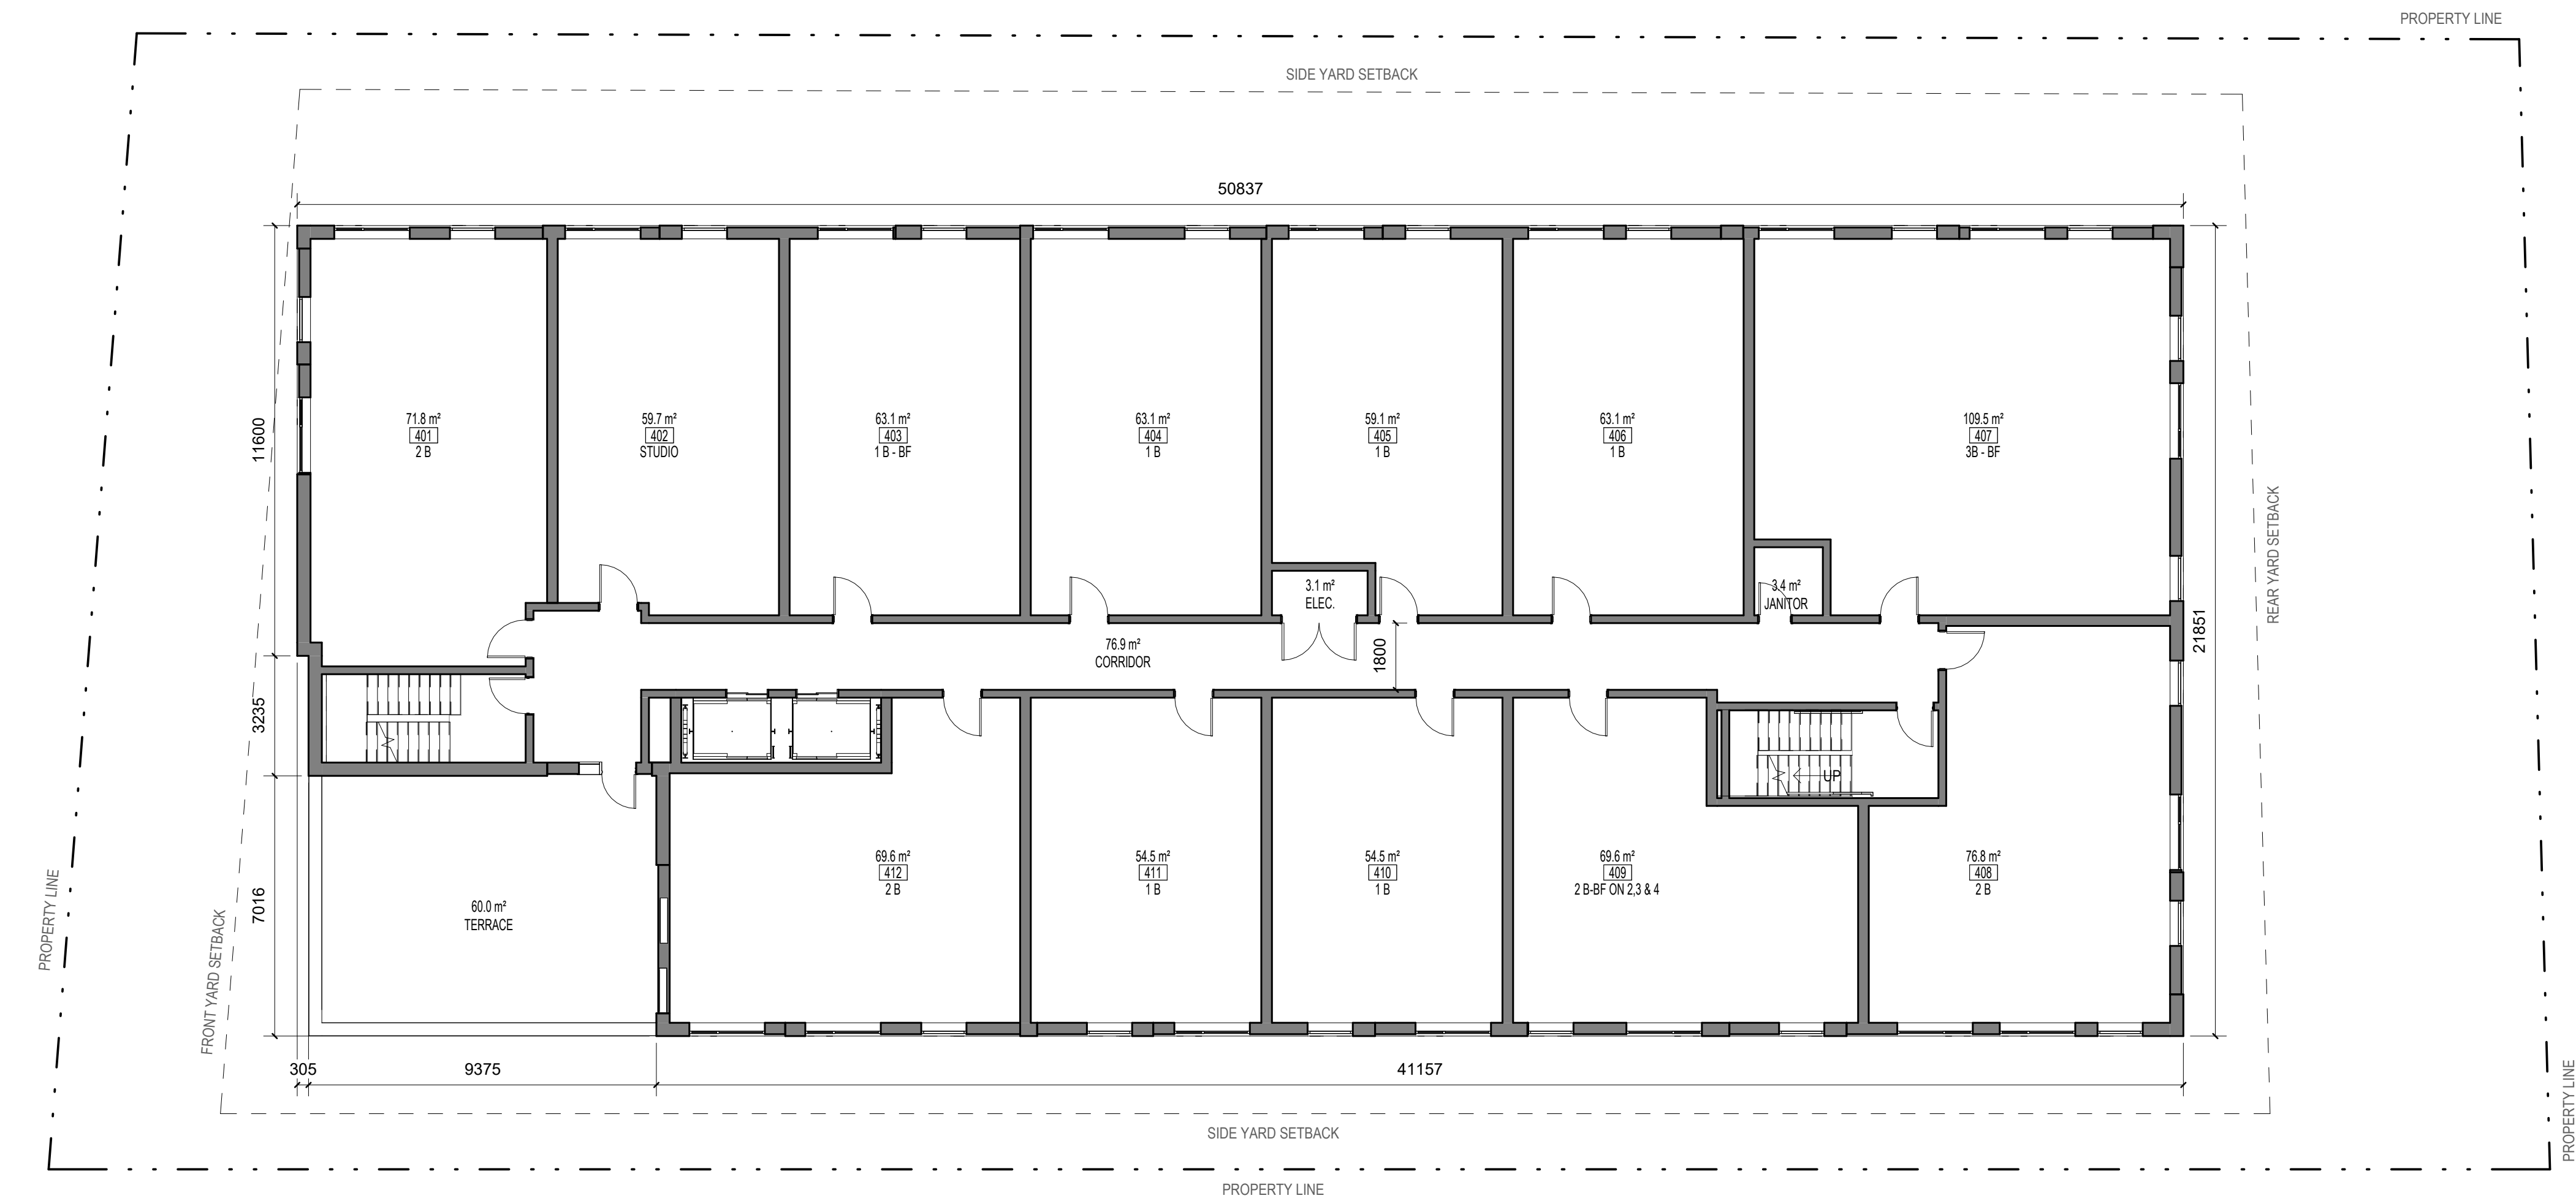 PROPERTY LINE
SIDE YARD SETBACK
50837
71.8 m²
401
2 B
59.7 m²
402
STUDIO
63.1 m²
403
1 B - BF
63.1 m²
404
1 B
59.1 m²
405
1 B
63.1 m²
406
1 B
109.5 m²
407
3B - BF
11600
REAR YARD SETBACK
3.1 m²
ELEC.
3.4 m²
JANITOR
76.9 m²
CORRIDOR
1800
21851
3235
UP
69.6 m²
412
2 B
54.5 m²
411
1 B
54.5 m²
410
1 B
69.6 m²
409
2 B-BF ON 2,3 & 4
76.8 m²
408
2 B
60.0 m²
TERRACE
7016
PROPERTY LINE
FRONT YARD SETBACK
305
9375
41157
PROPERTY LINE
SIDE YARD SETBACK
PROPERTY LINE